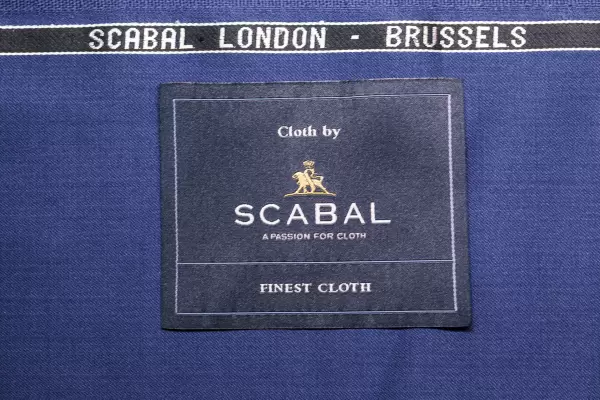 SCABAL LONDON - BRUSSELS
Cloth by
SCABAL
A PASSION FOR CLOTH
FINEST CLOTH